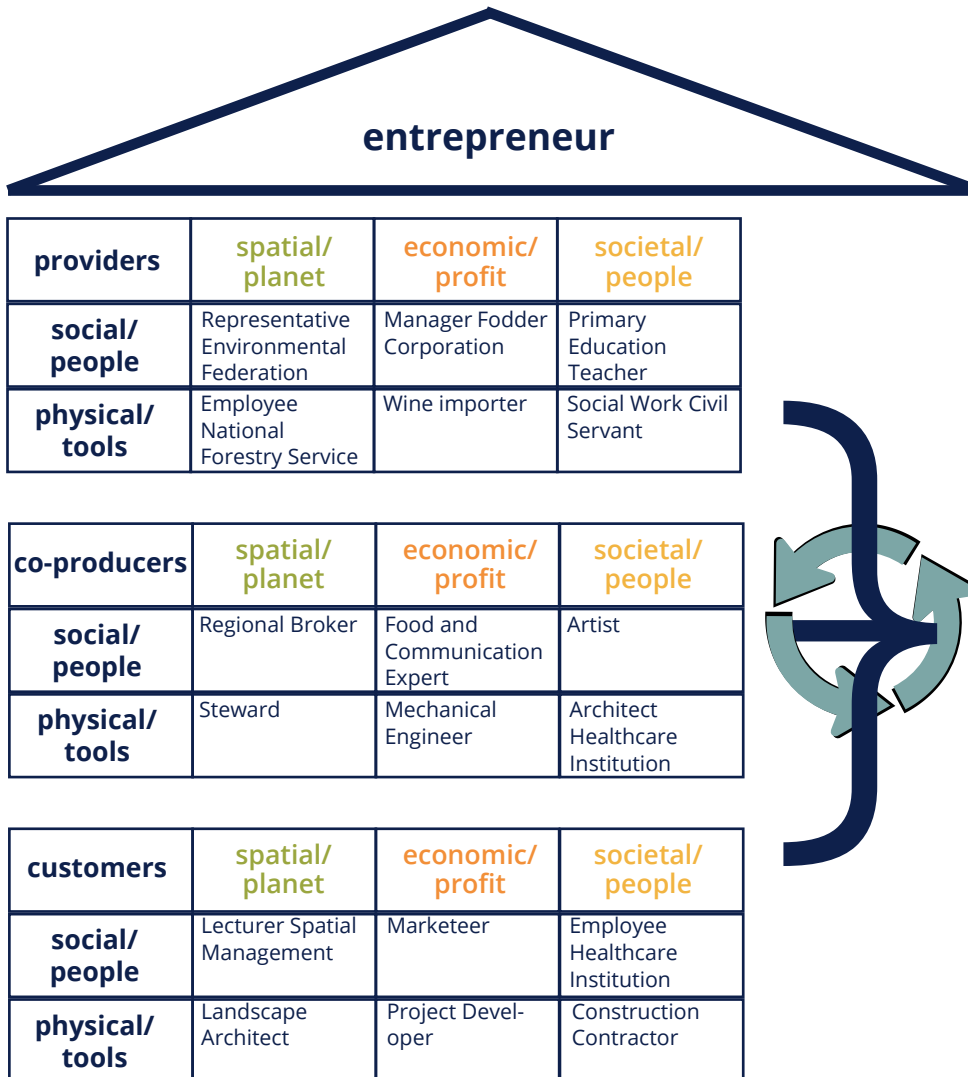 entrepreneur
providers
spatial/
planet
economic/
profit
societal/
people
social/
people
Representative
Environmental
Federation
Manager Fodder
Corporation
Primary
Education
Teacher
physical/
tools
Employee
National
Forestry Service
Wine importer
Social Work Civil
Servant
co-producers
spatial/
planet
economic/
profit
societal/
people
social/
people
Regional Broker
Food and
Communication
Expert
Artist
physical/
tools
Steward
Mechanical
Engineer
Architect
Healthcare
Institution
customers
spatial/
planet
economic/
profit
societal/
people
social/
people
Lecturer Spatial
Management
Marketeer
Employee
Healthcare
Institution
physical/
tools
Landscape
Architect
Project Devel-
oper
Construction
Contractor